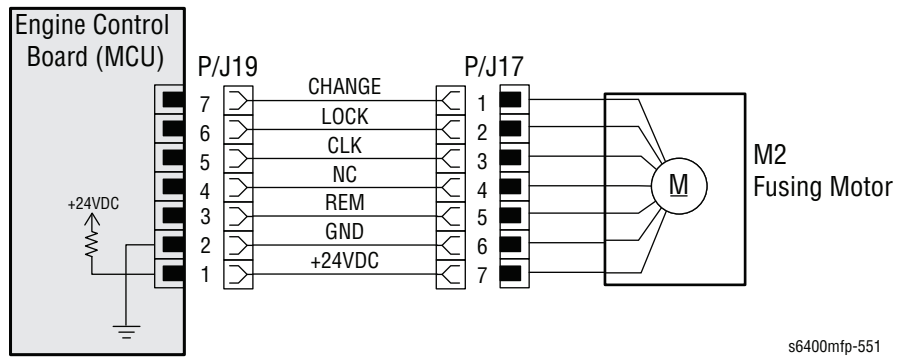 Engine Control
Board (MCU)
P/J19
P/J17
7 CHANGE 1
6 LOCK 2
5 CLK 3
4 NC 4
3 REM 5
2 GND 6
1 +24VDC 7
+24VDC
M
M2
Fusing Motor
s6400mfp-551